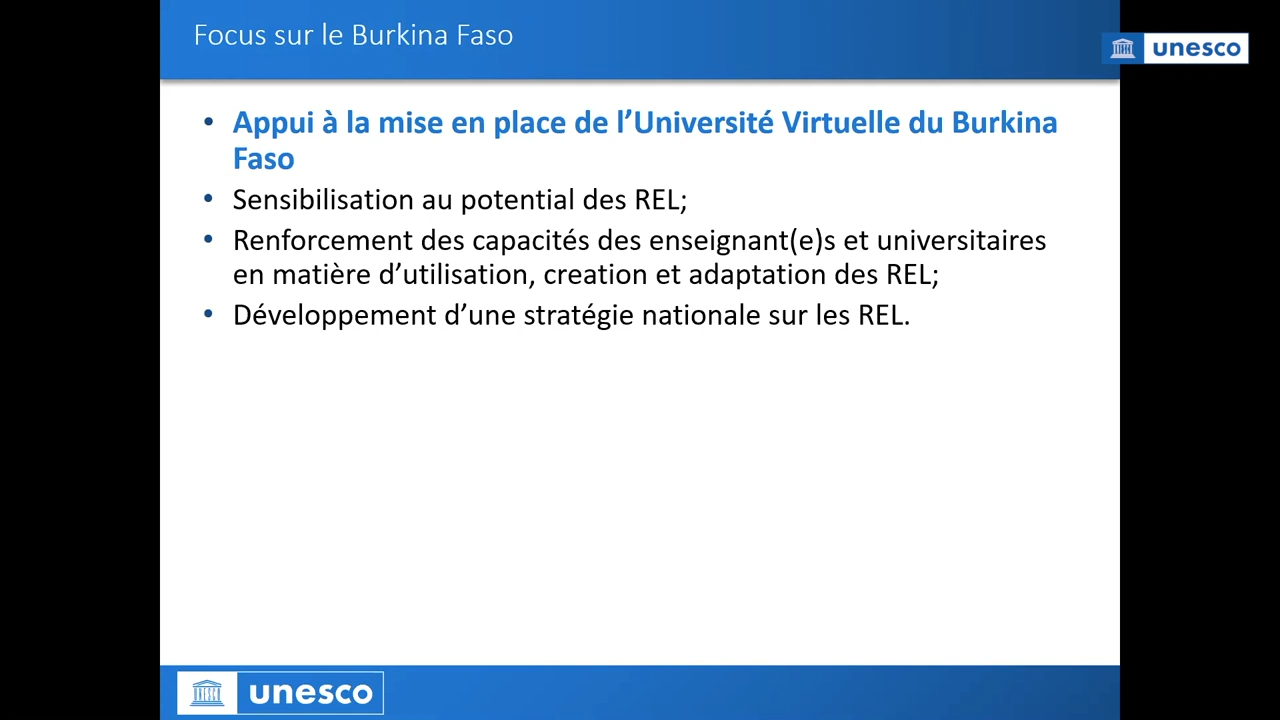 Focus sur le Burkina Faso
unesco
• Appui à la mise en place de l’Université Virtuelle du Burkina
Faso
• Sensibilisation au potential des REL;
• Renforcement des capacités des enseignant(e)s et universitaires
en matière d’utilisation, creation et adaptation des REL;
• Développement d’une stratégie nationale sur les REL.
unesco